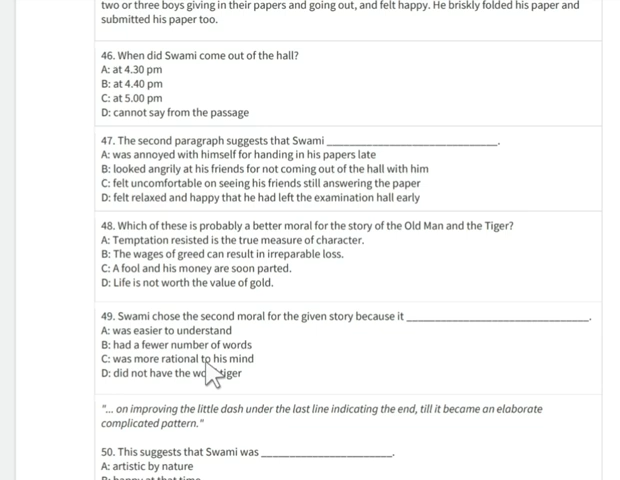 two or three boys giving in their papers and going out, and felt happy. He briskly folded his paper and
submitted his paper too.
46. When did Swami come out of the hall?
A: at 4.30 pm
B: at 4.40 pm
C: at 5.00 pm
D: cannot say from the passage
47. The second paragraph suggests that Swami ______________________________.
A: was annoyed with himself for handing in his papers late
B: looked angrily at his friends for not coming out of the hall with him
C: felt uncomfortable on seeing his friends still answering the paper
D: felt relaxed and happy that he had left the examination hall early
48. Which of these is probably a better moral for the story of the Old Man and the Tiger?
A: Temptation resisted is the true measure of character.
B: The wages of greed can result in irreparable loss.
C: A fool and his money are soon parted.
D: Life is not worth the value of gold.
49. Swami chose the second moral for the given story because it ________________________________.
A: was easier to understand
B: had a fewer number of words
C: was more rational to his mind
D: did not have the tiger
"... on improving the little dash under the last line indicating the end, till it became an elaborate
complicated pattern."
50. This suggests that Swami was _______________________.
A: artistic by nature